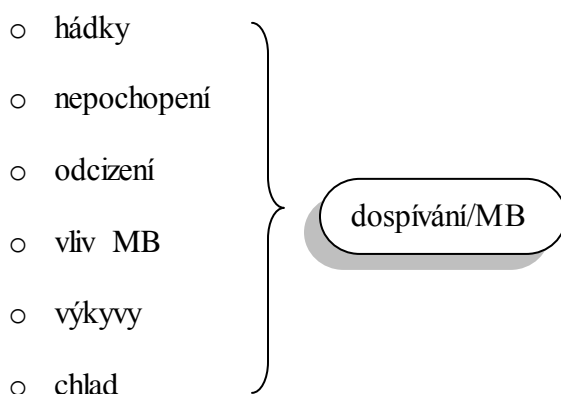 ○ hádky
○ nepochopení
○ odcizení
○ vliv MB
○ výkyvy
○ chlad
dospívání/MB